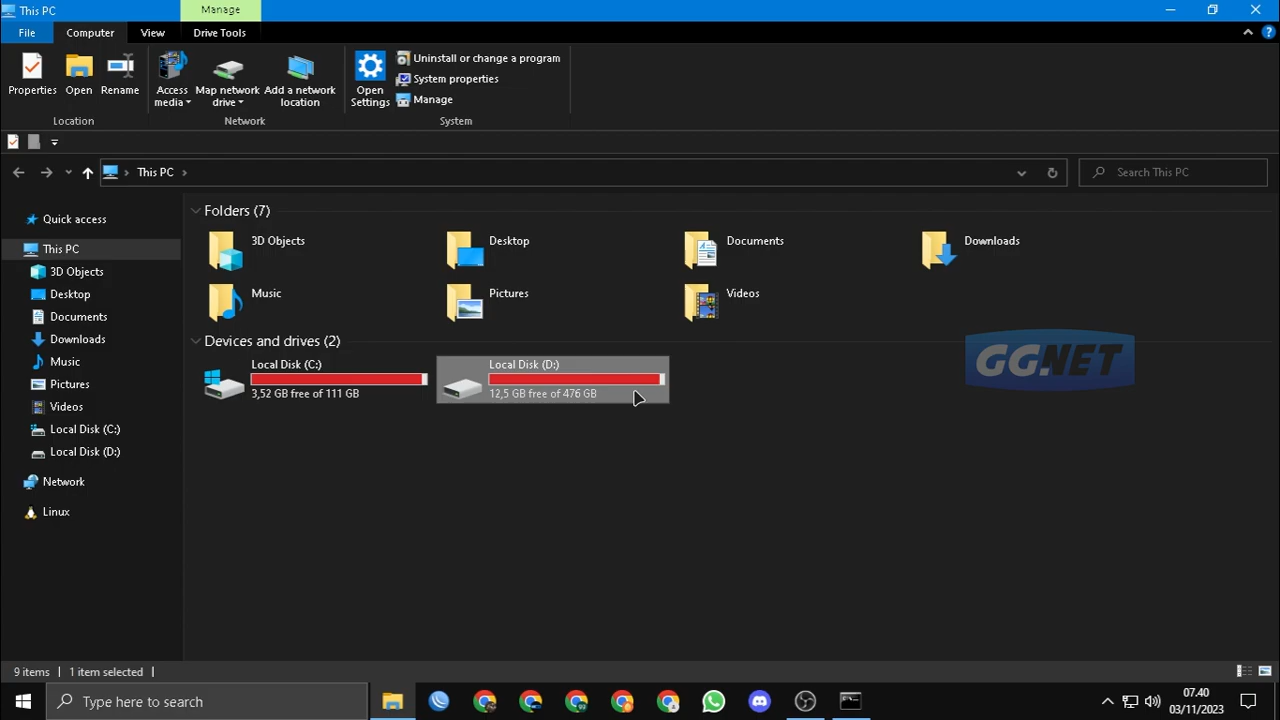 This PC
Manage
File
Computer
View
Drive Tools
Properties
Open
Rename
Access media
Map network drive
Add a network location
Open Settings
Uninstall or change a program
System properties
Manage
Location
Network
System
This PC
Search This PC
Quick access
This PC
3D Objects
Desktop
Documents
Downloads
Music
Pictures
Videos
Local Disk (C:)
Local Disk (D:)
Network
Linux
Folders (7)
3D Objects
Desktop
Documents
Downloads
Music
Pictures
Videos
Devices and drives (2)
Local Disk (C:)
3,52 GB free of 111 GB
Local Disk (D:)
12,5 GB free of 476 GB
GGNET
9 items
1 item selected
Type here to search
07.40
03/11/2023